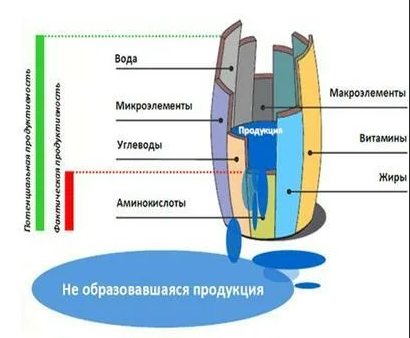 Потенциальная продуктивность
Фактическая продуктивность
Вода
Микроэлементы
Углеводы
Аминокислоты
Продукция
Макроэлементы
Витамины
Жиры
Не образовавшаяся продукция